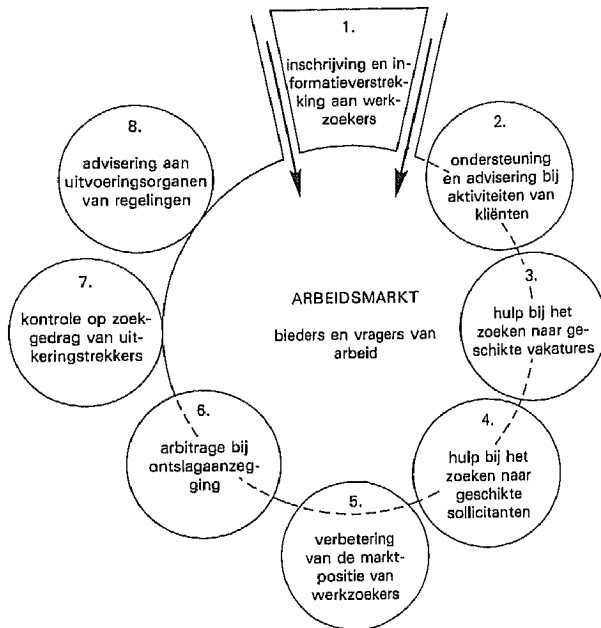 1.
inschrijving en in-
formatieverstrek-
king aan werk-
zoekers
2.
ondersteuning
en advisering bij
aktiviteiten van
kliënten
3.
hulp bij het
zoeken naar ge-
schikte vakatures
4.
hulp bij het
zoeken naar
geschikte
sollicitanten
5.
verbetering
van de markt-
positie van
werkzoekers
6.
arbitrage bij
ontslagaanzeg-
ging
7.
kontrole op zoek-
gedrag van uit-
keringstrekkers
8.
advisering aan
uitvoeringsorganen
van regelingen
ARBEIDSMARKT
bieders en vragers van
arbeid